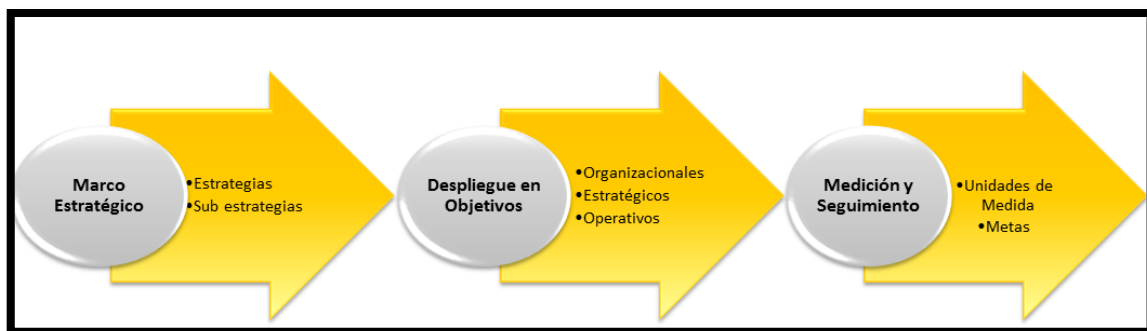 Marco
Estratégico
•Estrategias
•Sub estrategias
Despliegue en
Objetivos
•Organizacionales
•Estratégicos
•Operativos
Medición y
Seguimiento
•Unidades de
Medida
•Metas